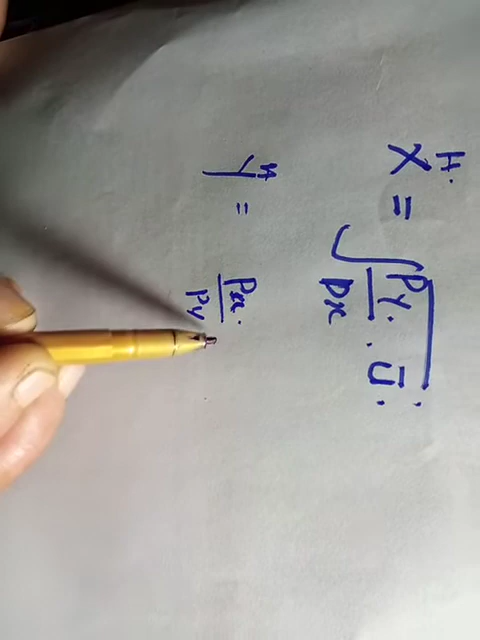 X^H = √(Py/Px . Ū)
y^H = Px/Py